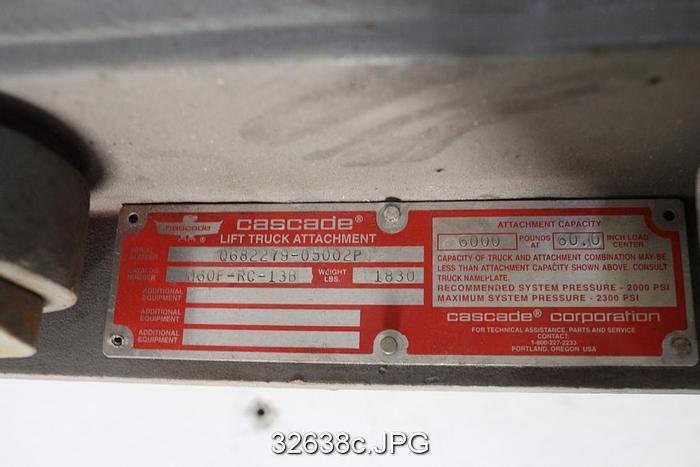 cascade
cascade®
LIFT TRUCK ATTACHMENT
SERIAL NUMBER Q682279-05002P
CATALOG NUMBER 060F-RC-13B WEIGHT LBS. 1830
ADDITIONAL EQUIPMENT
ADDITIONAL EQUIPMENT
ADDITIONAL EQUIPMENT
ATTACHMENT CAPACITY
6000 POUNDS AT 60.0 INCH LOAD CENTER
CAPACITY OF TRUCK AND ATTACHMENT COMBINATION MAY BE
LESS THAN ATTACHMENT CAPACITY SHOWN ABOVE. CONSULT
TRUCK NAMEPLATE.
RECOMMENDED SYSTEM PRESSURE - 2000 PSI
MAXIMUM SYSTEM PRESSURE - 2300 PSI
cascade® corporation
FOR TECHNICAL ASSISTANCE, PARTS AND SERVICE
CONTACT:
1-800-227-2233
PORTLAND, OREGON USA
32638c.JPG